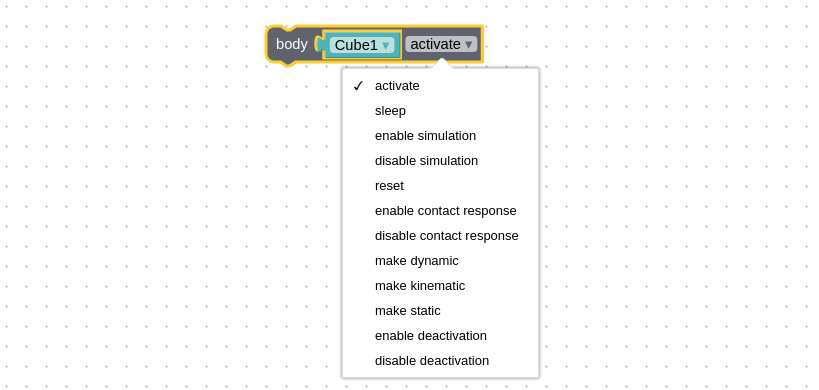 body Cube1 ▾ activate ▾
✓ activate
sleep
enable simulation
disable simulation
reset
enable contact response
disable contact response
make dynamic
make kinematic
make static
enable deactivation
disable deactivation